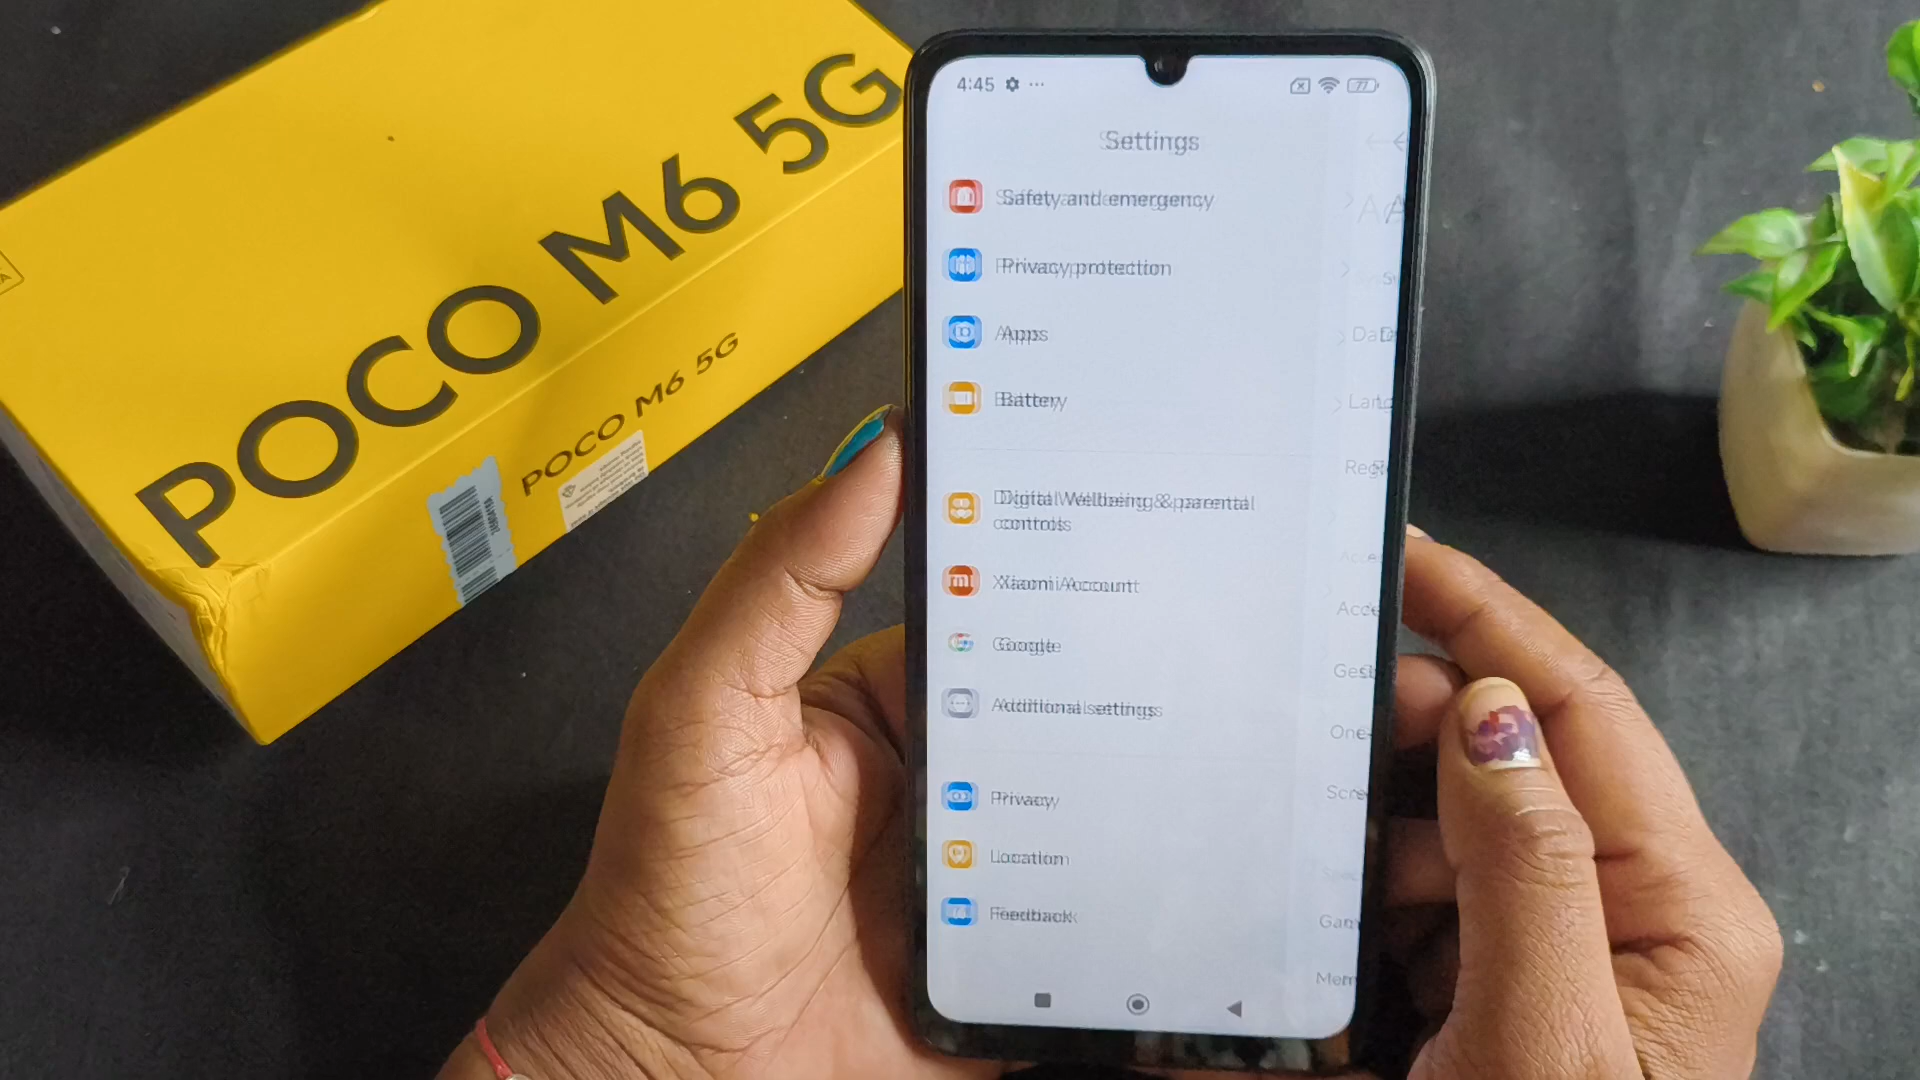 POCO M6 5G
POCO M6 5G
4:45
77
Settings
Safety and emergency
Privacy protection
Apps
Battery
Digital Wellbeing & parental
controls
Xiaomi Account
Google
Additional settings
Privacy
Location
Feedback